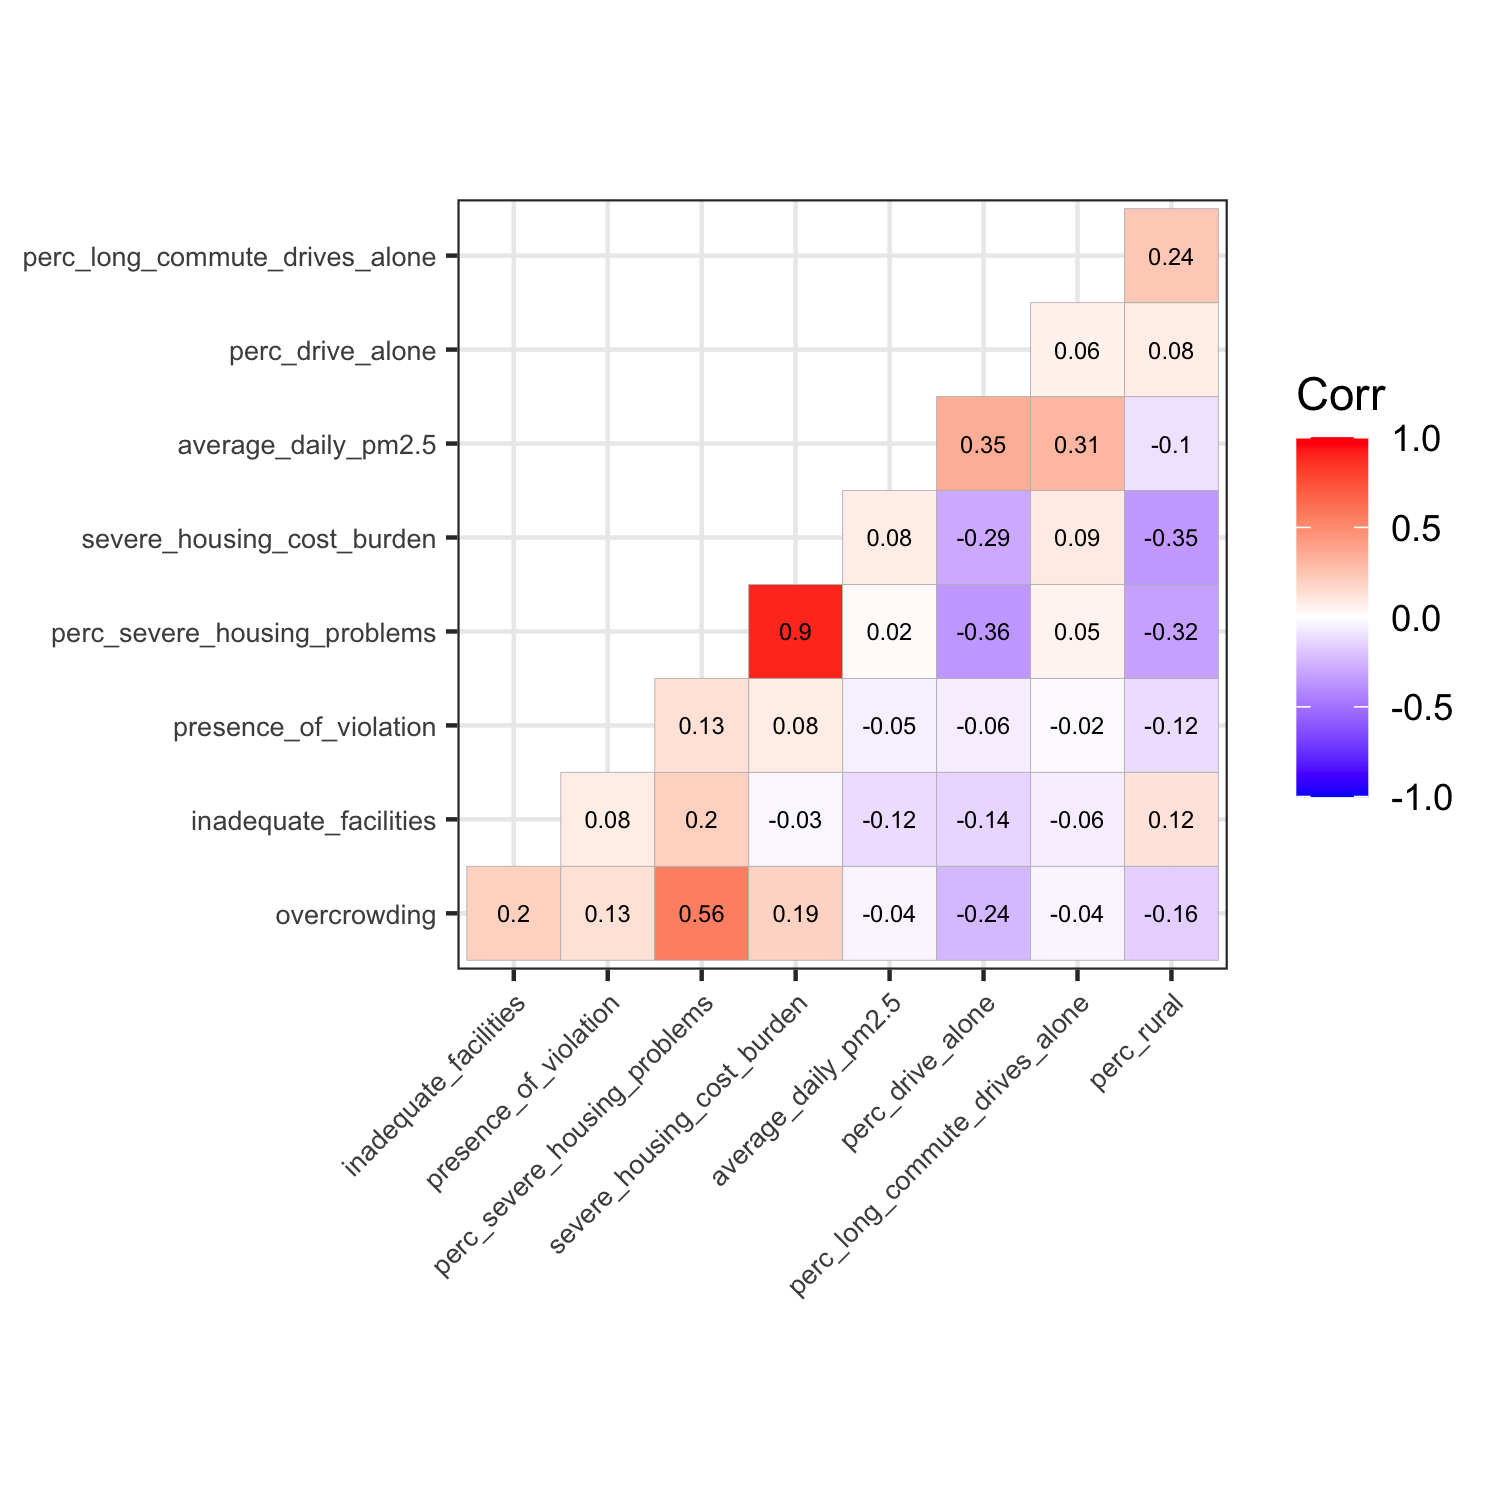 perc_long_commute_drives_alone 0.24
perc_drive_alone 0.06 0.08
average_daily_pm2.5 0.35 0.31 -0.1
severe_housing_cost_burden 0.08 -0.29 0.09 -0.35
perc_severe_housing_problems 0.9 0.02 -0.36 0.05 -0.32
presence_of_violation 0.13 0.08 -0.05 -0.06 -0.02 -0.12
inadequate_facilities 0.08 0.2 -0.03 -0.12 -0.14 -0.06 0.12
overcrowding 0.2 0.13 0.56 0.19 -0.04 -0.24 -0.04 -0.16
inadequate_facilities
presence_of_violation
perc_severe_housing_problems
severe_housing_cost_burden
average_daily_pm2.5
perc_drive_alone
perc_long_commute_drives_alone
perc_rural
Corr
1.0
0.5
0.0
-0.5
-1.0